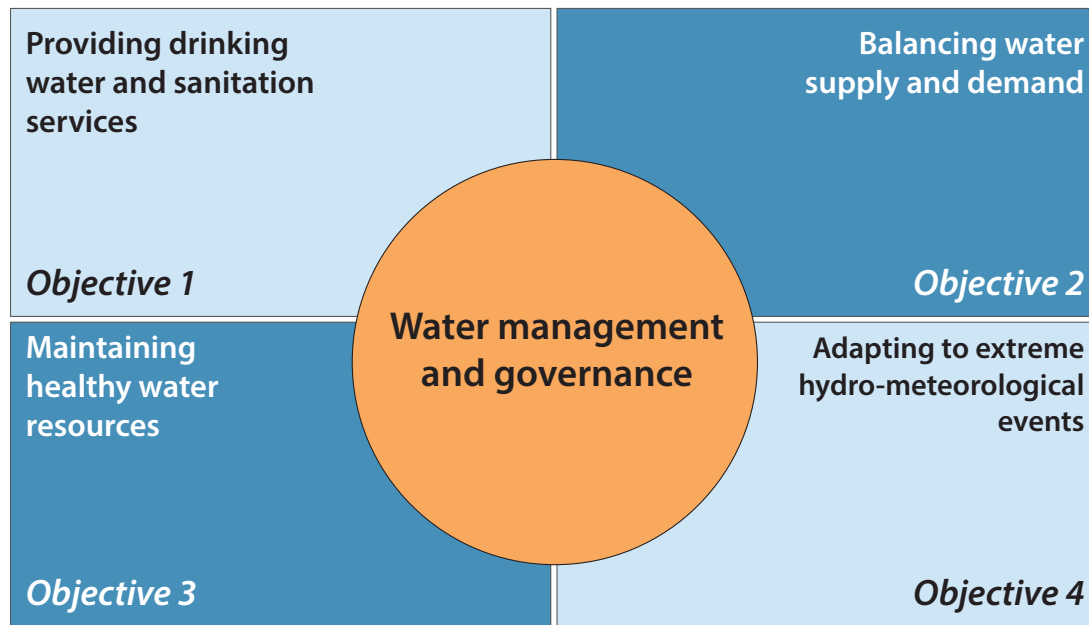 Providing drinking
water and sanitation
services
Objective 1
Balancing water
supply and demand
Objective 2
Water management
and governance
Maintaining
healthy water
resources
Objective 3
Adapting to extreme
hydro-meteorological
events
Objective 4